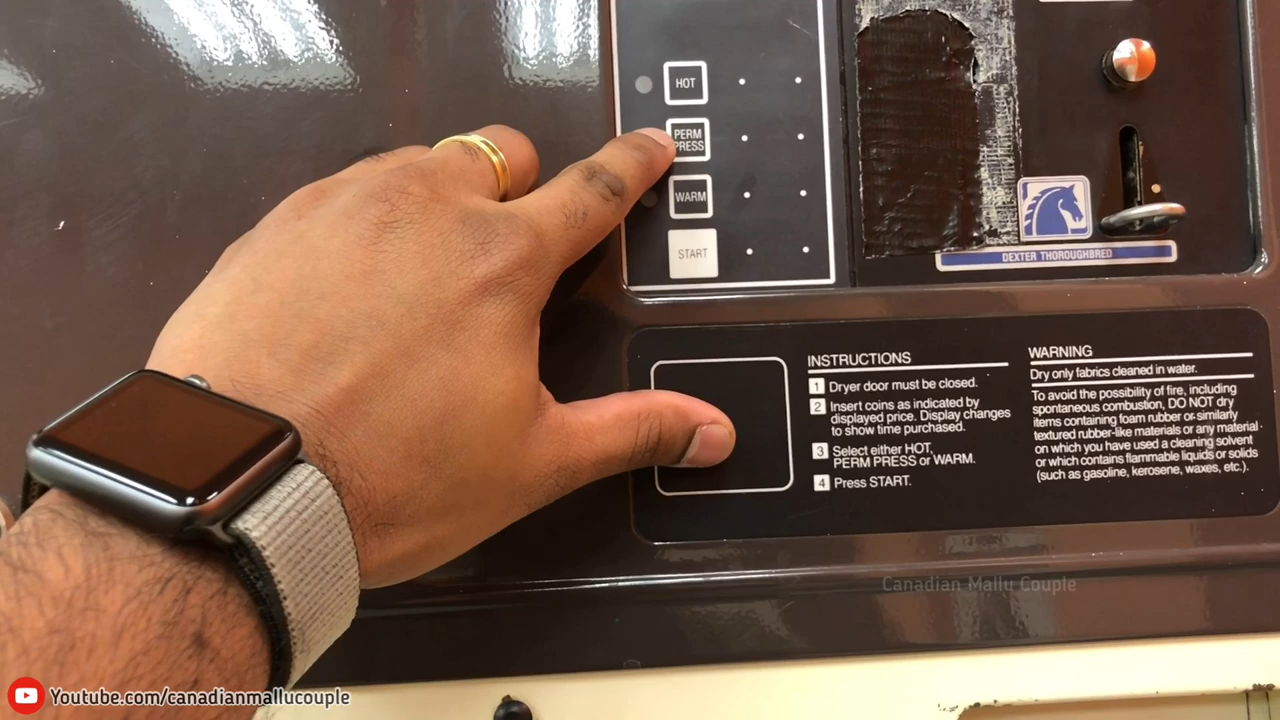 HOT
PERM
PRESS
WARM
START
DEXTER THOROUGHBRED
INSTRUCTIONS
1 Dryer door must be closed.
2 Insert coins as indicated by
displayed price. Display changes
to show time purchased.
3 Select either HOT,
PERM PRESS or WARM.
4 Press START.
WARNING
Dry only fabrics cleaned in water.
To avoid the possibility of fire, including
spontaneous combustion, DO NOT dry
items containing foam rubber or similarly
textured rubber-like materials or any material
on which you have used a cleaning solvent
or which contains flammable liquids or solids
(such as gasoline, kerosene, waxes, etc.).
Canadian Mallu Couple
Youtube.com/canadianmallucouple